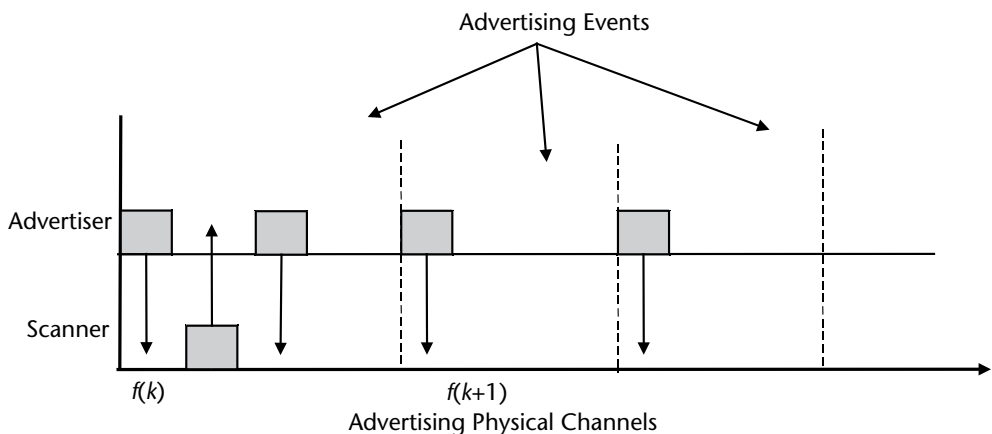 Advertising Events
Advertiser
Scanner
f(k)
f(k+1)
Advertising Physical Channels